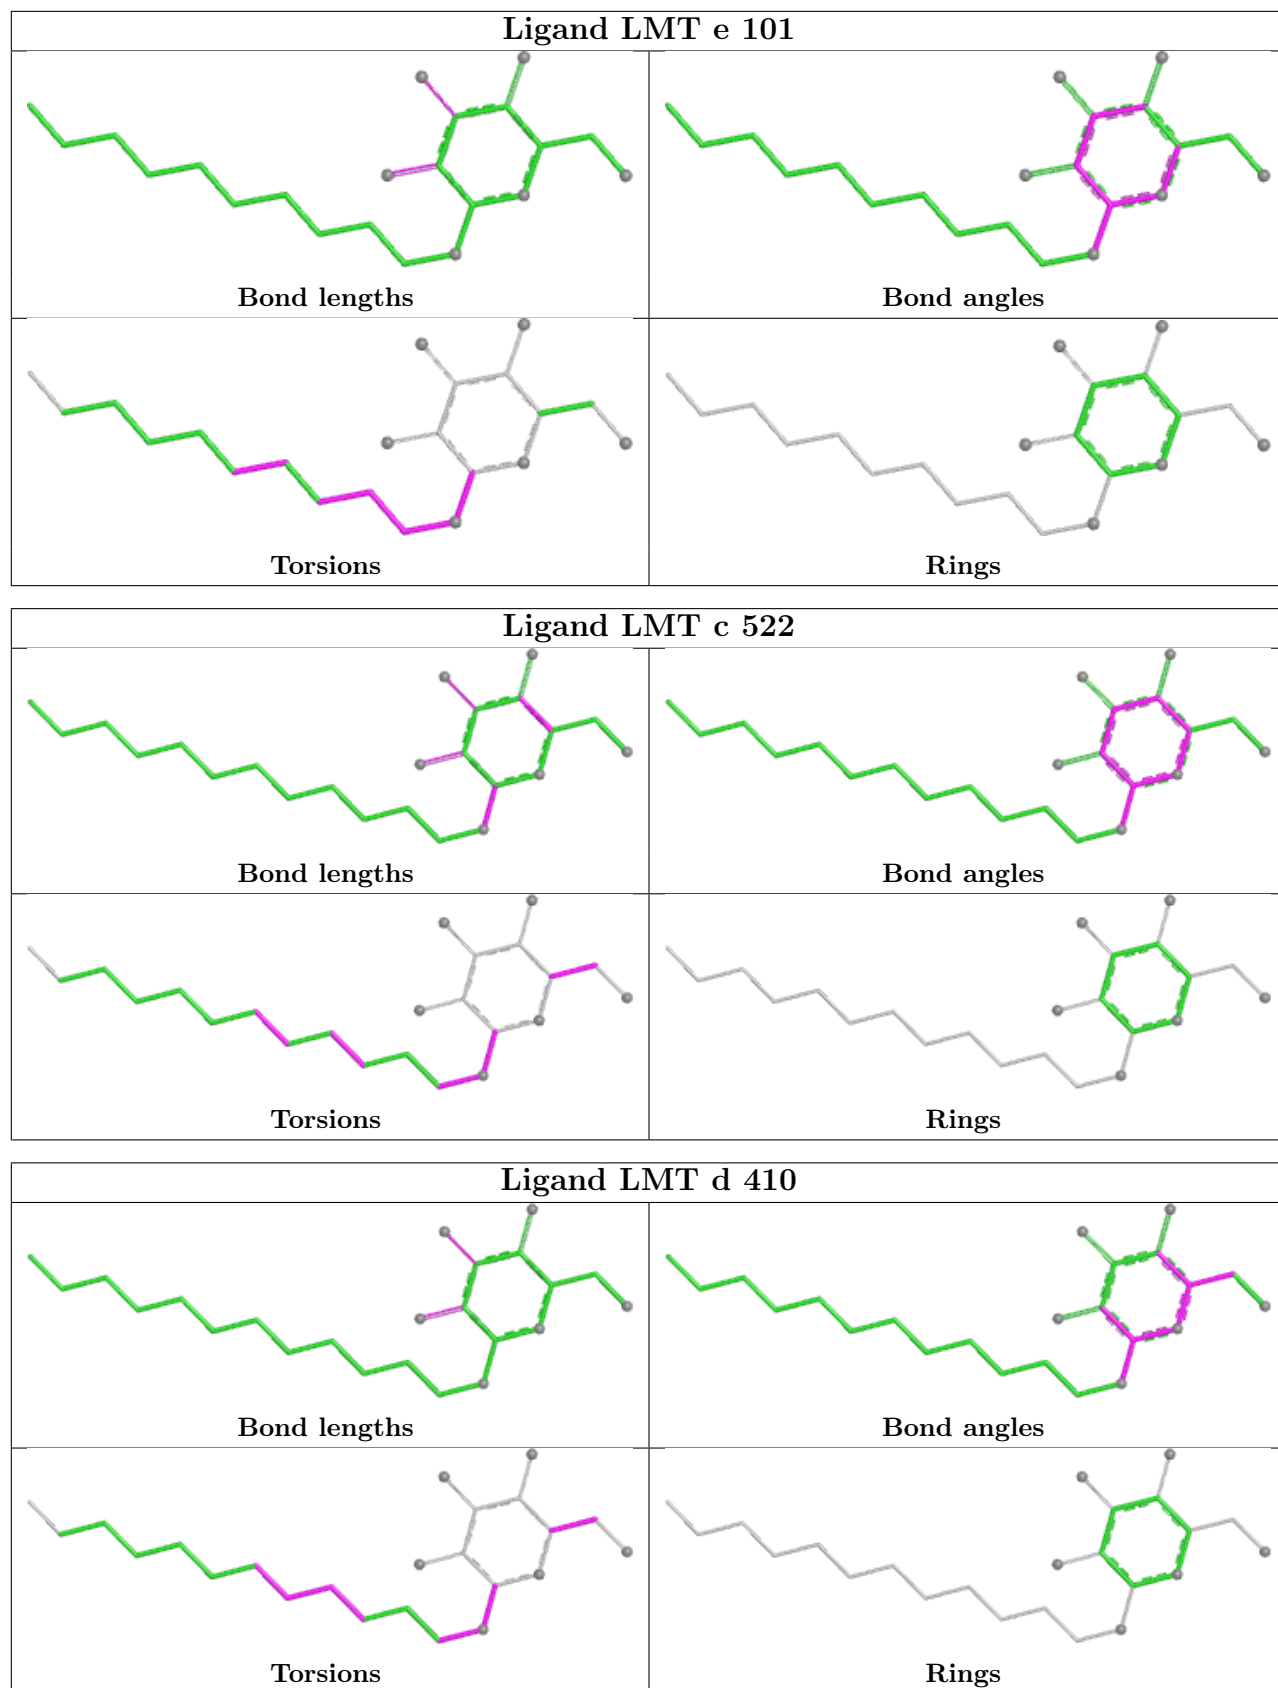 Ligand LMT e 101
Bond lengths
Bond angles
Torsions
Rings
Ligand LMT c 522
Bond lengths
Bond angles
Torsions
Rings
Ligand LMT d 410
Bond lengths
Bond angles
Torsions
Rings